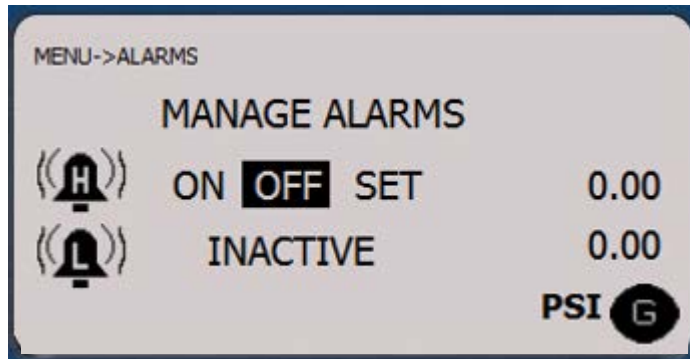 MENU->ALARMS
MANAGE ALARMS
H ON OFF SET 0.00
L INACTIVE 0.00
PSI G